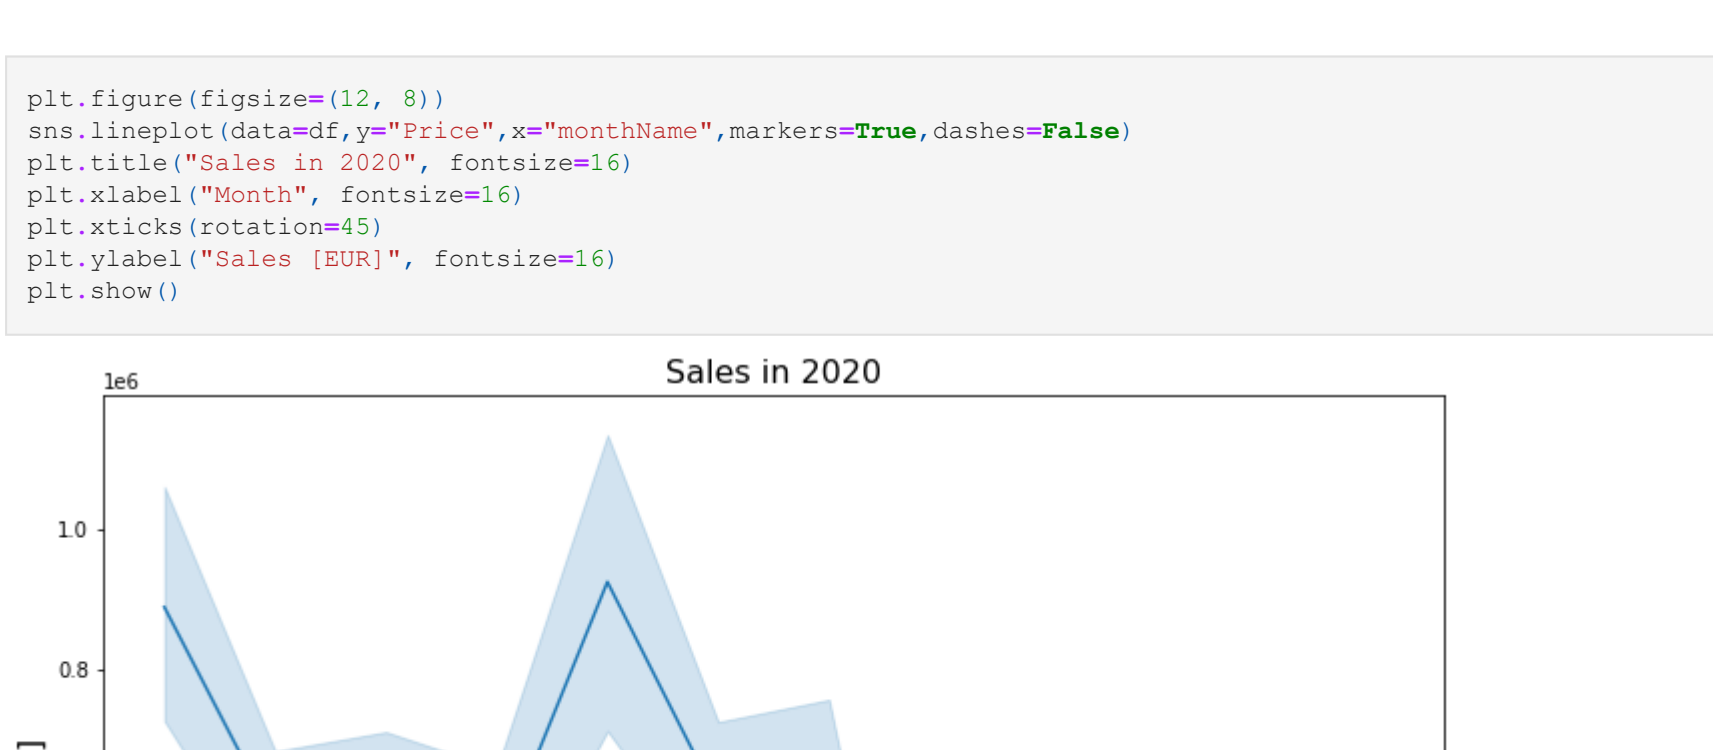 plt.figure(figsize=(12, 8))
sns.lineplot(data=df,y="Price",x="monthName",markers=True,dashes=False)
plt.title("Sales in 2020", fontsize=16)
plt.xlabel("Month", fontsize=16)
plt.xticks(rotation=45)
plt.ylabel("Sales [EUR]", fontsize=16)
plt.show()
Sales in 2020
1e6
1.0
0.8
]